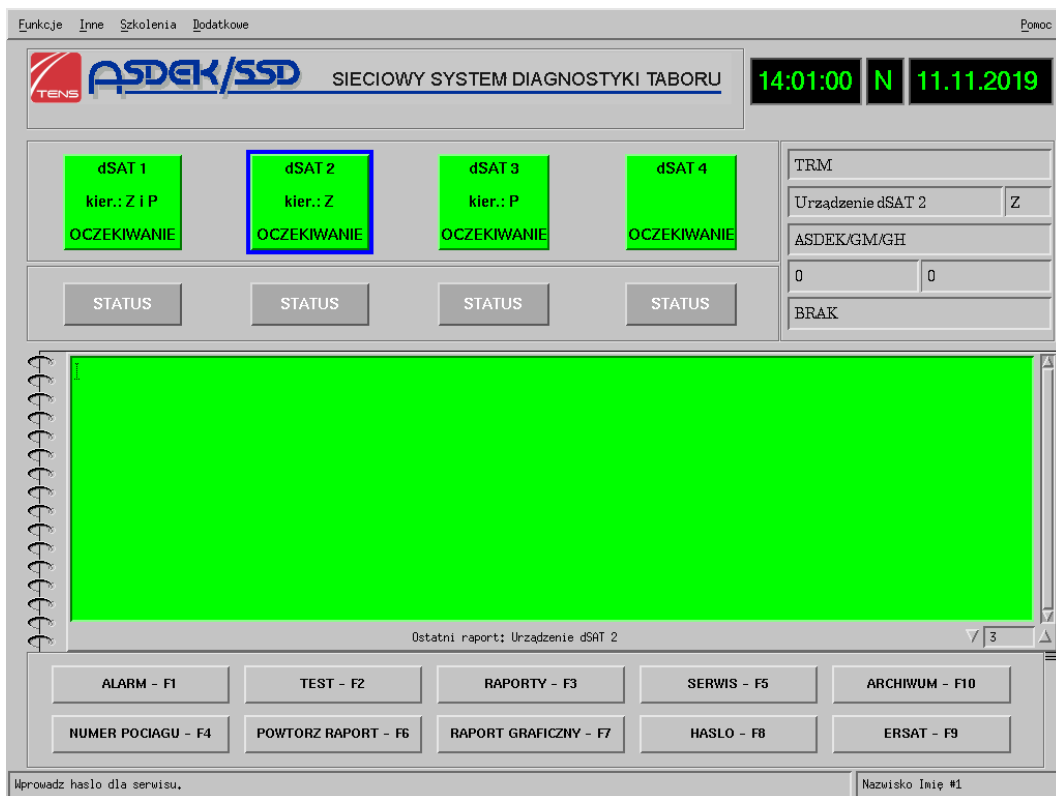 Funkcje Inne Szkolenia Dodatkowe Pomoc
TENS ASDEK/SSD SIECIOWY SYSTEM DIAGNOSTYKI TABORU 14:01:00 N 11.11.2019
dSAT 1
kier.: Z i P
OCZEKIWANIE
dSAT 2
kier.: Z
OCZEKIWANIE
dSAT 3
kier.: P
OCZEKIWANIE
dSAT 4
OCZEKIWANIE
TRM
Urządzenie dSAT 2 Z
ASDEK/GM/GH
0 0
BRAK
STATUS STATUS STATUS STATUS
Ostatni raport: Urządzenie dSAT 2 3
ALARM - F1 TEST - F2 RAPORTY - F3 SERWIS - F5 ARCHIWUM - F10
NUMER POCIAGU - F4 POWTORZ RAPORT - F6 RAPORT GRAFICZNY - F7 HASLO - F8 ERSAT - F9
Wprowadz haslo dla serwisu. Nazwisko Imię #1